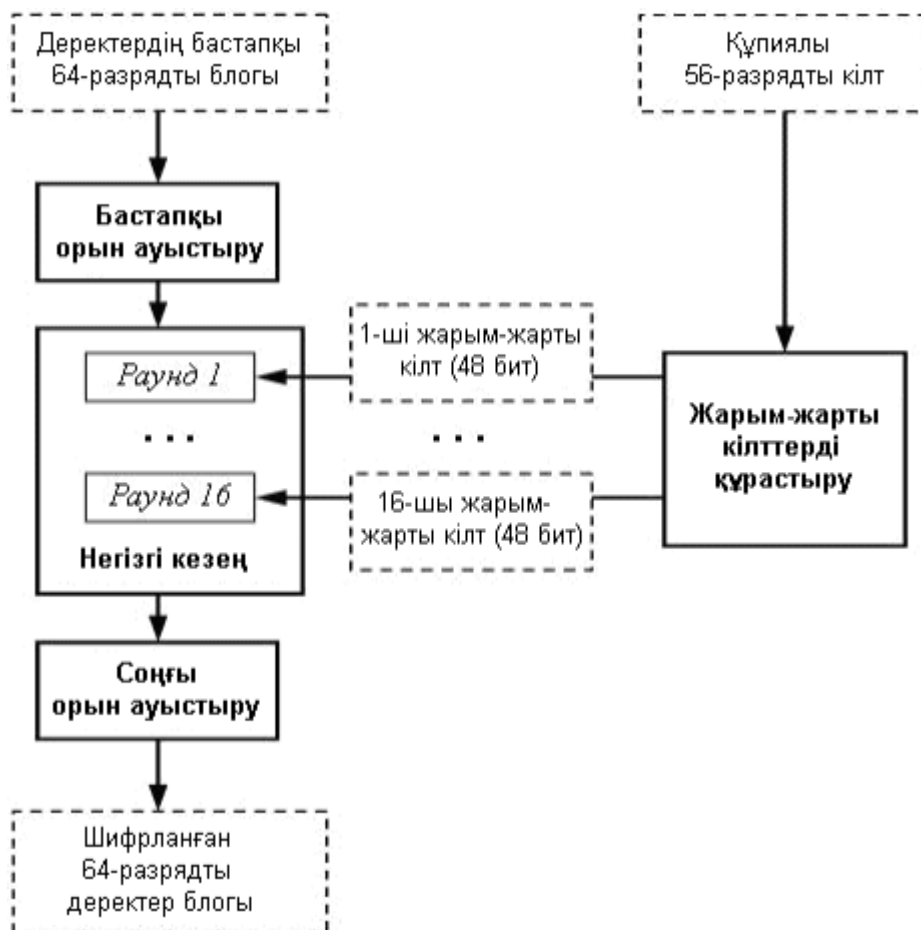 Деректердің бастапқы
64-разрядты блогы
Құпиялы
56-разрядты кілт
Бастапқы
орын ауыстыру
1-ші жарым-жарты
кілт (48 бит)
Раунд 1
. . .
. . .
Жарым-жарты
кілттерді
құрастыру
Раунд 16
16-шы жарым-
жарты кілт (48 бит)
Негізгі кезең
Соңғы
орын ауыстыру
Шифрланған
64-разрядты
деректер блогы